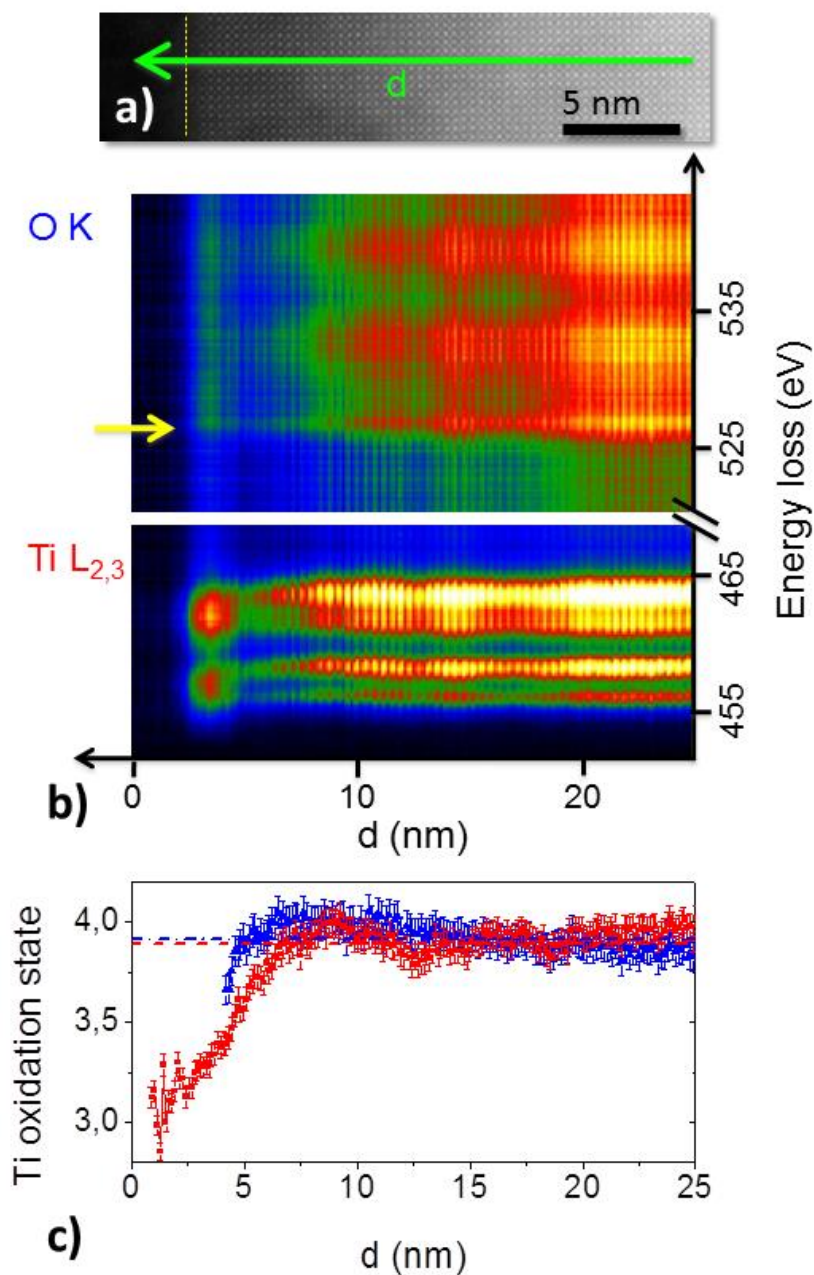 d
a)
5 nm
O K
535
525
Energy loss (eV)
Ti L2,3
465
455
0
10
20
b)
d (nm)
4,0
3,5
3,0
Ti oxidation state
0
5
10
15
20
25
c)
d (nm)